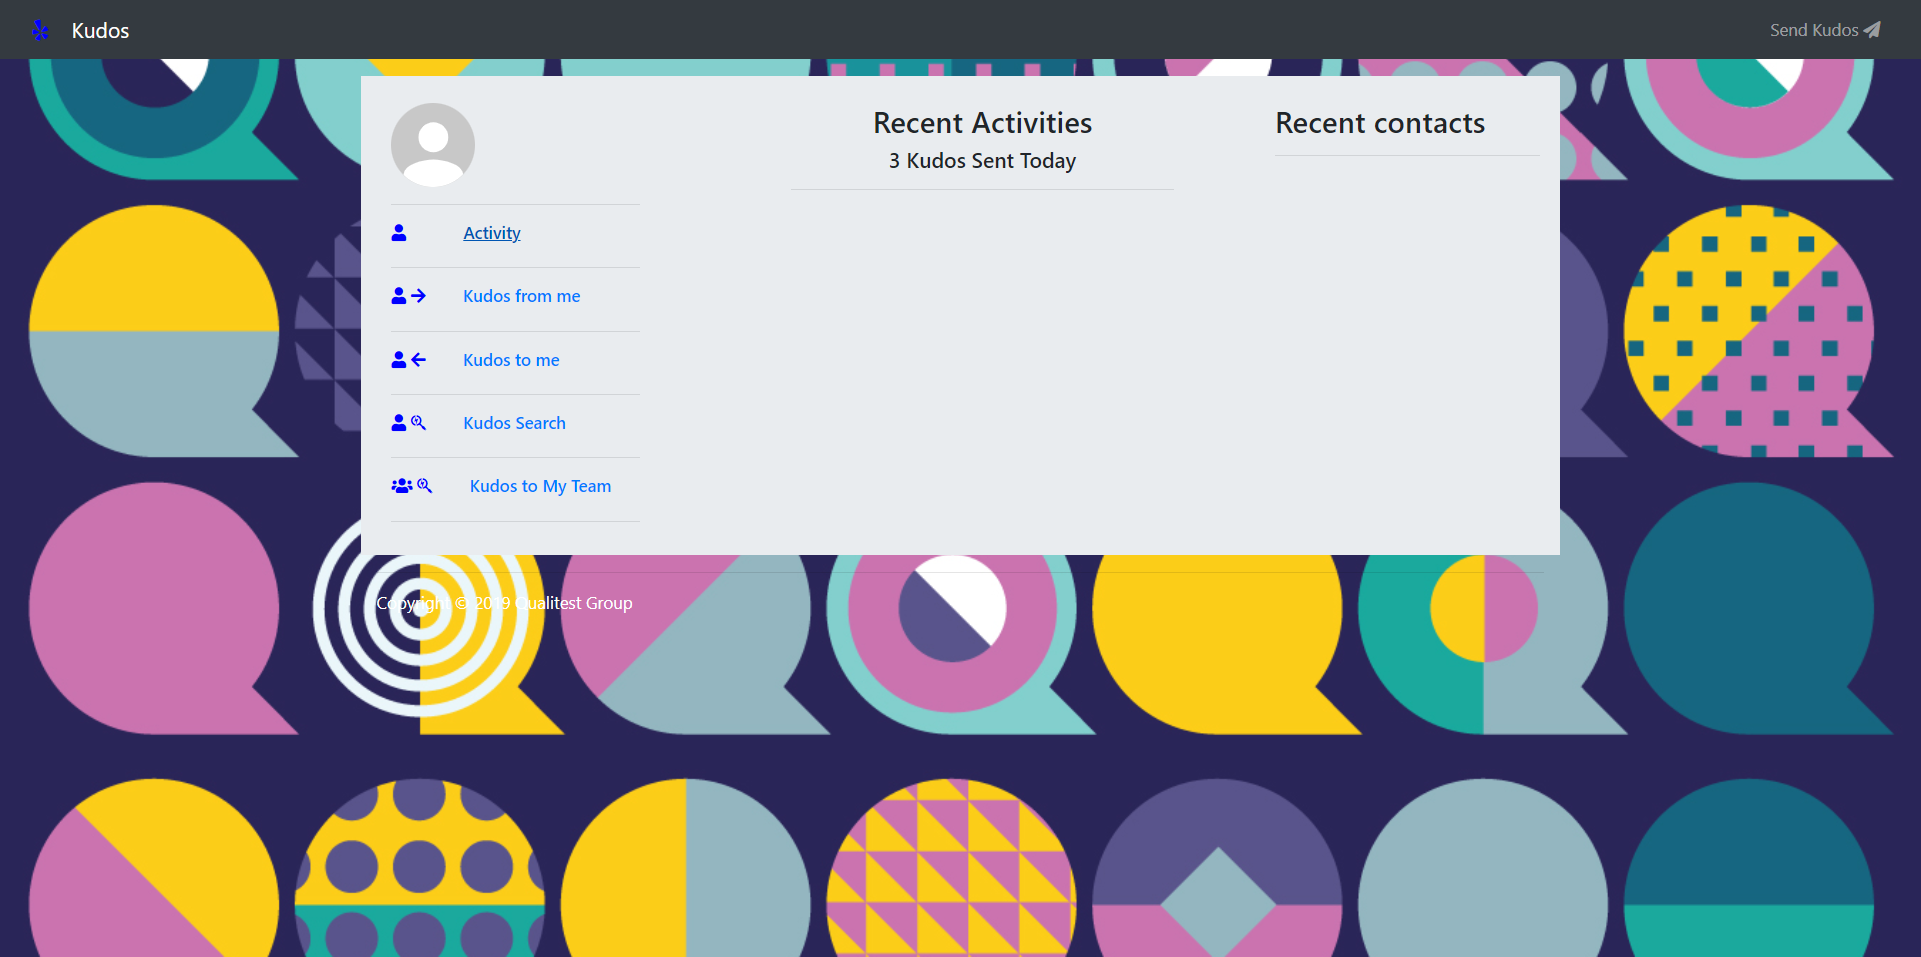 Kudos
Send Kudos
Recent Activities
3 Kudos Sent Today
Recent contacts
Activity
Kudos from me
Kudos to me
Kudos Search
Kudos to My Team
Copyright © 2019 Qualitest Group